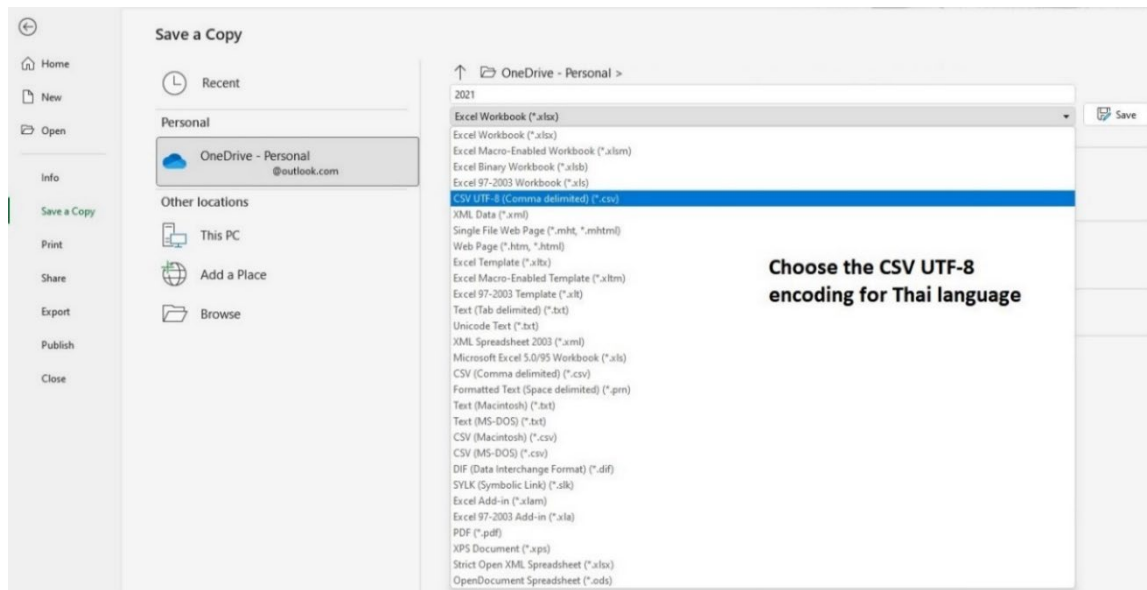 Save a Copy
Home
New
Open
Info
Save a Copy
Print
Share
Export
Publish
Close
Recent
Personal
OneDrive - Personal
@outlook.com
Other locations
This PC
Add a Place
Browse
OneDrive - Personal >
2021
Excel Workbook (*.xlsx)
Save
Excel Workbook (*.xlsx)
Excel Macro-Enabled Workbook (*.xlsm)
Excel Binary Workbook (*.xlsb)
Excel 97-2003 Workbook (*.xls)
CSV UTF-8 (Comma delimited) (*.csv)
XML Data (*.xml)
Single File Web Page (*.mht, *.mhtml)
Web Page (*.htm, *.html)
Excel Template (*.xltx)
Excel Macro-Enabled Template (*.xltm)
Excel 97-2003 Template (*.xlt)
Text (Tab delimited) (*.txt)
Unicode Text (*.txt)
XML Spreadsheet 2003 (*.xml)
Microsoft Excel 5.0/95 Workbook (*.xls)
CSV (Comma delimited) (*.csv)
Formatted Text (Space delimited) (*.prn)
Text (Macintosh) (*.txt)
Text (MS-DOS) (*.txt)
CSV (Macintosh) (*.csv)
CSV (MS-DOS) (*.csv)
DIF (Data Interchange Format) (*.dif)
SYLK (Symbolic Link) (*.slk)
Excel Add-in (*.xlam)
Excel 97-2003 Add-in (*.xla)
PDF (*.pdf)
XPS Document (*.xps)
Strict Open XML Spreadsheet (*.xlsx)
OpenDocument Spreadsheet (*.ods)
Choose the CSV UTF-8
encoding for Thai language